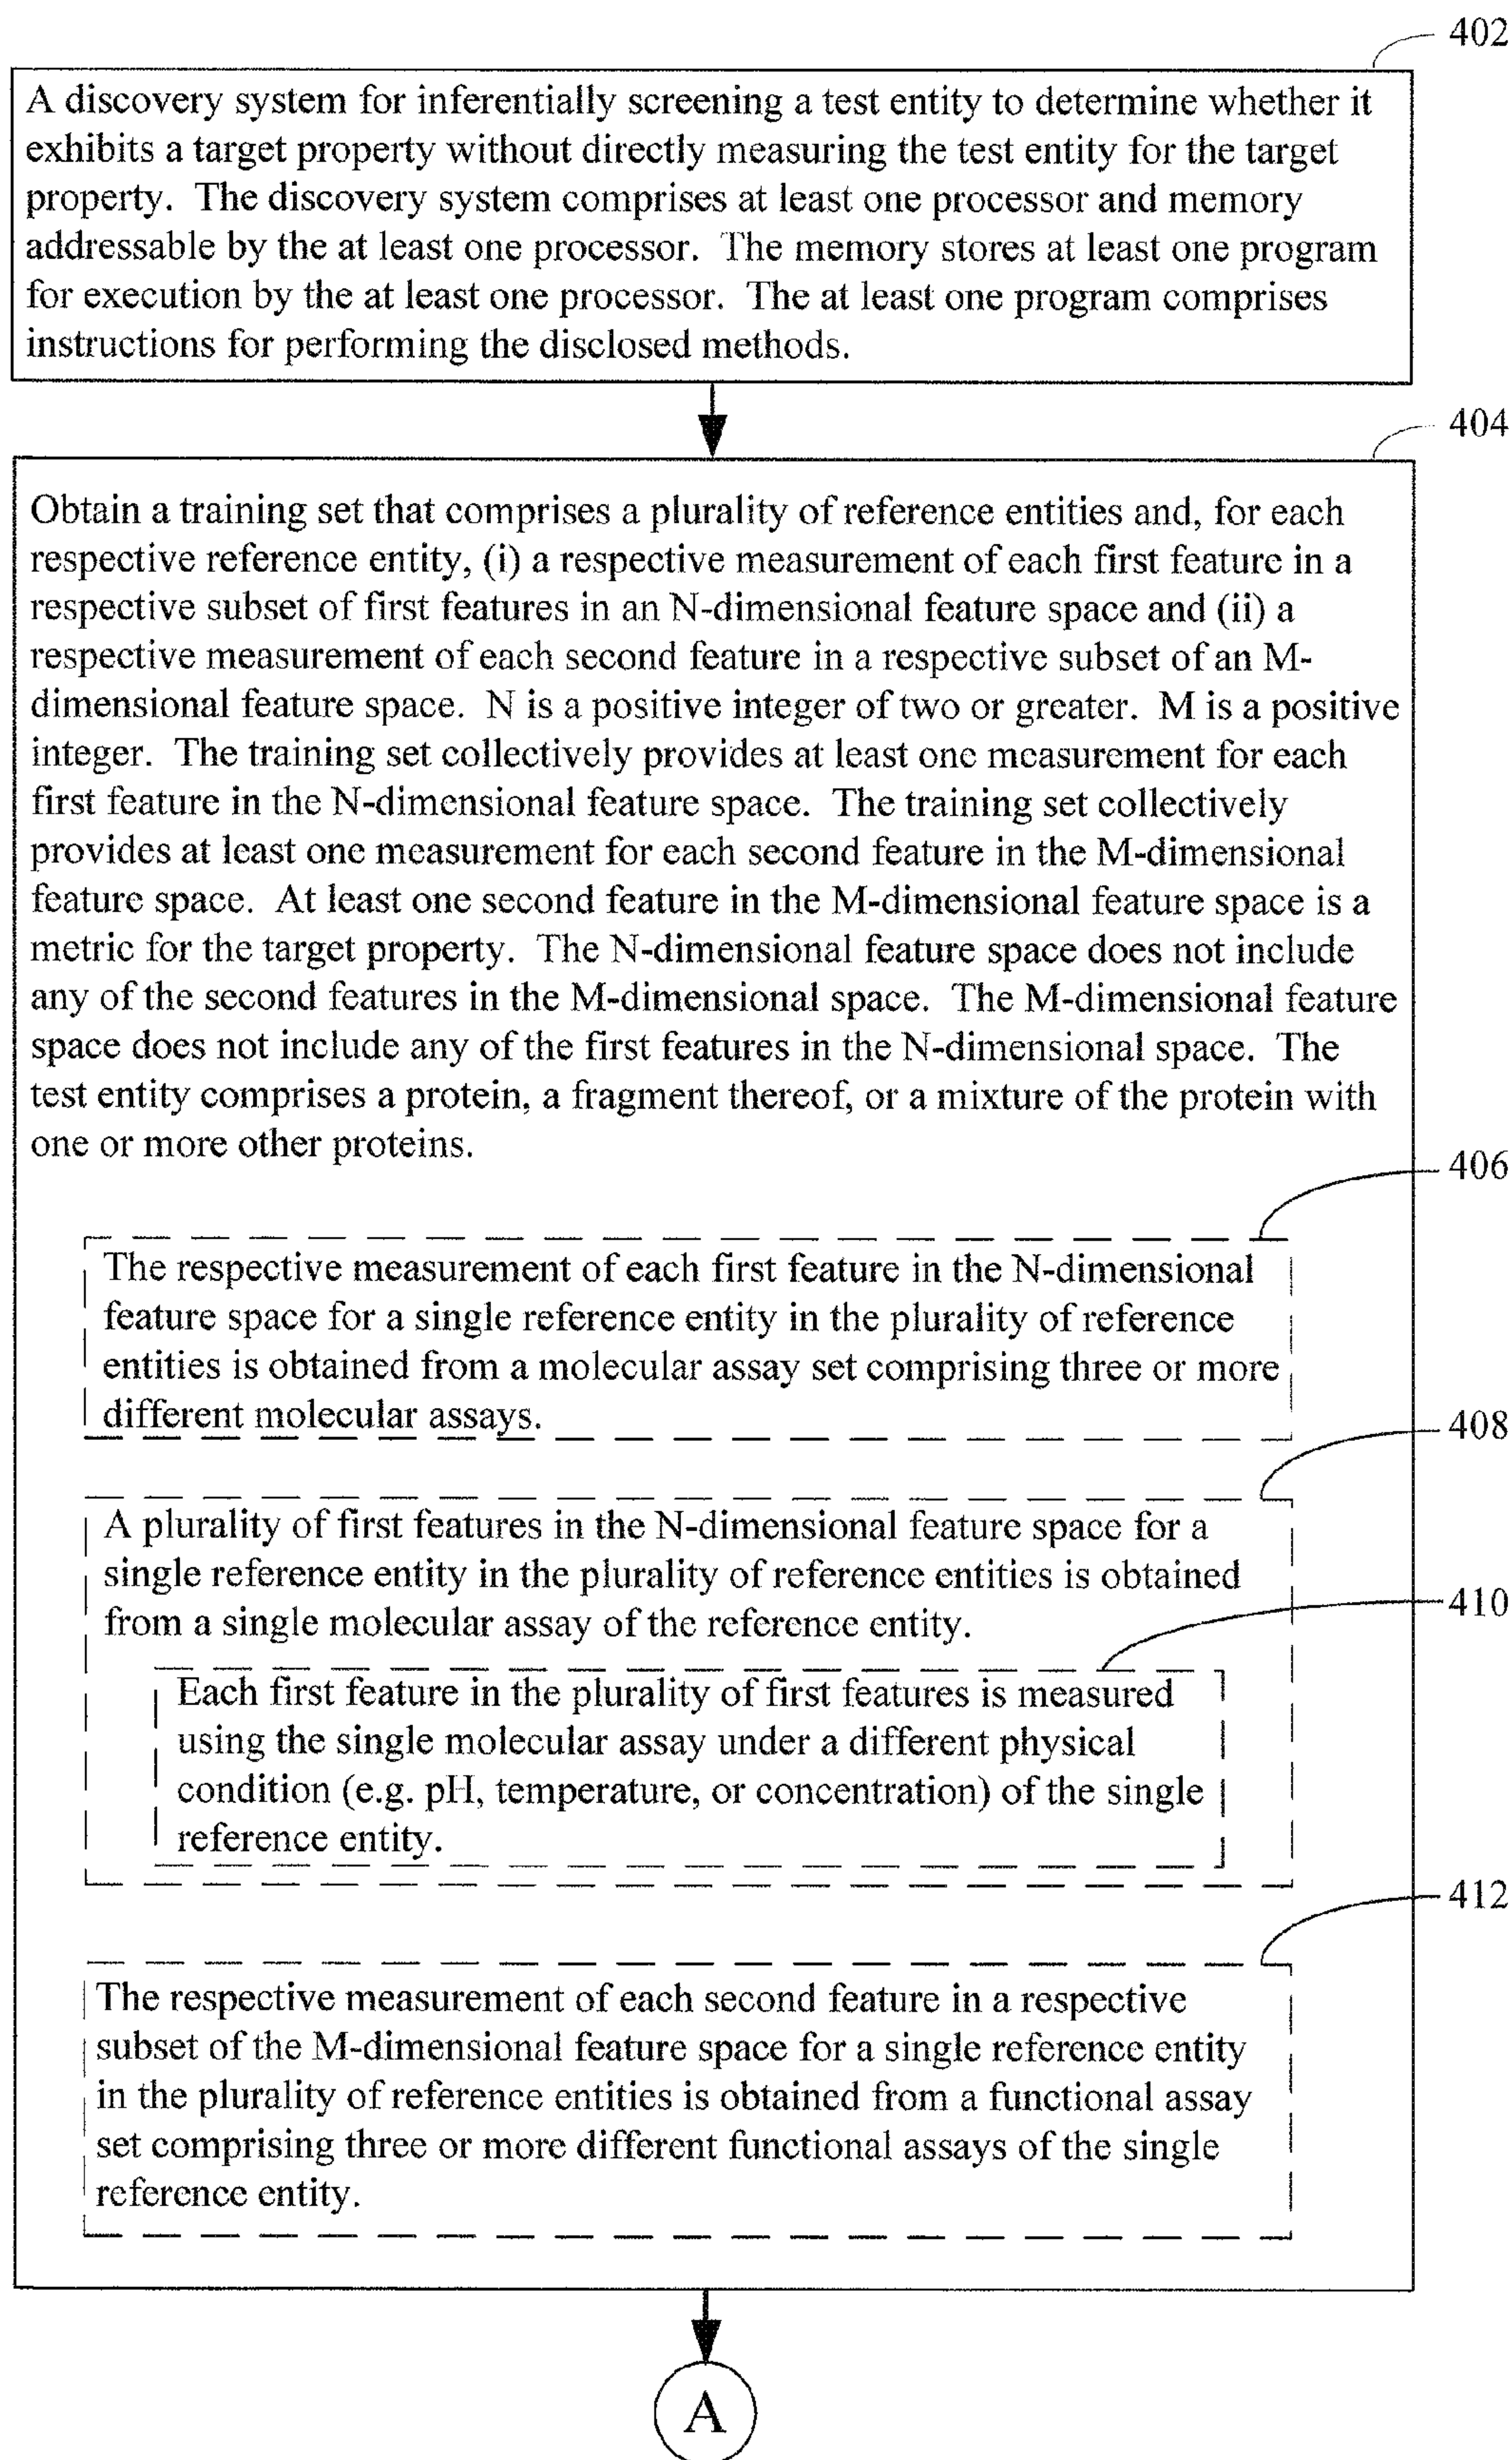 402
A discovery system for inferentially screening a test entity to determine whether it
exhibits a target property without directly measuring the test entity for the target
property. The discovery system comprises at least one processor and memory
addressable by the at least one processor. The memory stores at least one program
for execution by the at least one processor. The at least one program comprises
instructions for performing the disclosed methods.
404
Obtain a training set that comprises a plurality of reference entities and, for each
respective reference entity, (i) a respective measurement of each first feature in a
respective subset of first features in an N-dimensional feature space and (ii) a
respective measurement of each second feature in a respective subset of an M-
dimensional feature space. N is a positive integer of two or greater. M is a positive
integer. The training set collectively provides at least one measurement for each
first feature in the N-dimensional feature space. The training set collectively
provides at least one measurement for each second feature in the M-dimensional
feature space. At least one second feature in the M-dimensional feature space is a
metric for the target property. The N-dimensional feature space does not include
any of the second features in the M-dimensional space. The M-dimensional feature
space does not include any of the first features in the N-dimensional space. The
test entity comprises a protein, a fragment thereof, or a mixture of the protein with
one or more other proteins.
406
The respective measurement of each first feature in the N-dimensional
feature space for a single reference entity in the plurality of reference
entities is obtained from a molecular assay set comprising three or more
different molecular assays.
408
A plurality of first features in the N-dimensional feature space for a
single reference entity in the plurality of reference entities is obtained
from a single molecular assay of the reference entity.
410
Each first feature in the plurality of first features is measured
using the single molecular assay under a different physical
condition (e.g. pH, temperature, or concentration) of the single
reference entity.
412
The respective measurement of each second feature in a respective
subset of the M-dimensional feature space for a single reference entity
in the plurality of reference entities is obtained from a functional assay
set comprising three or more different functional assays of the single
reference entity.
A